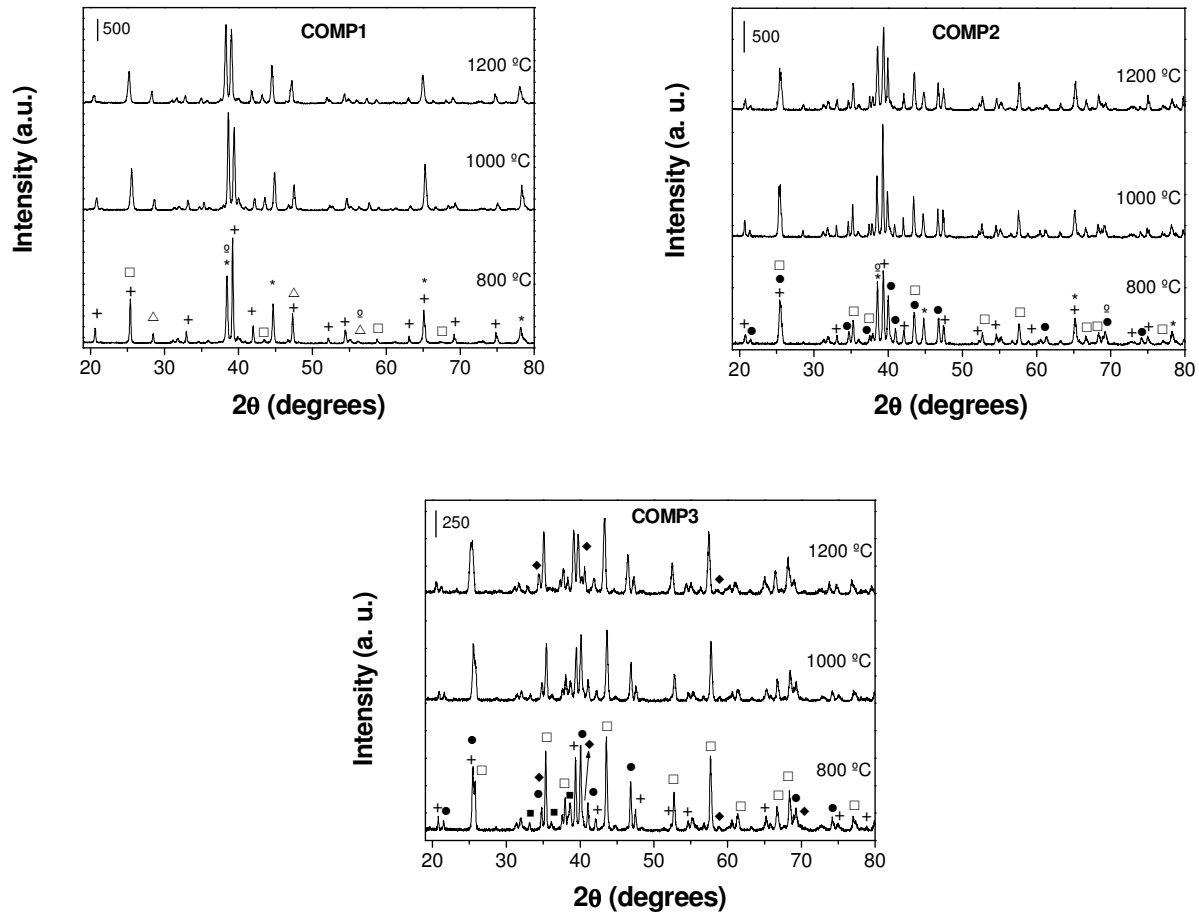 500
COMP1
1200 ºC
1000 ºC
800 ºC
Intensity (a.u.)
20 30 40 50 60 70 80
2θ (degrees)
500
COMP2
1200 ºC
1000 ºC
800 ºC
Intensity (a. u.)
20 30 40 50 60 70 80
2θ (degrees)
250
COMP3
1200 ºC
1000 ºC
800 ºC
Intensity (a. u.)
20 30 40 50 60 70 80
2θ (degrees)